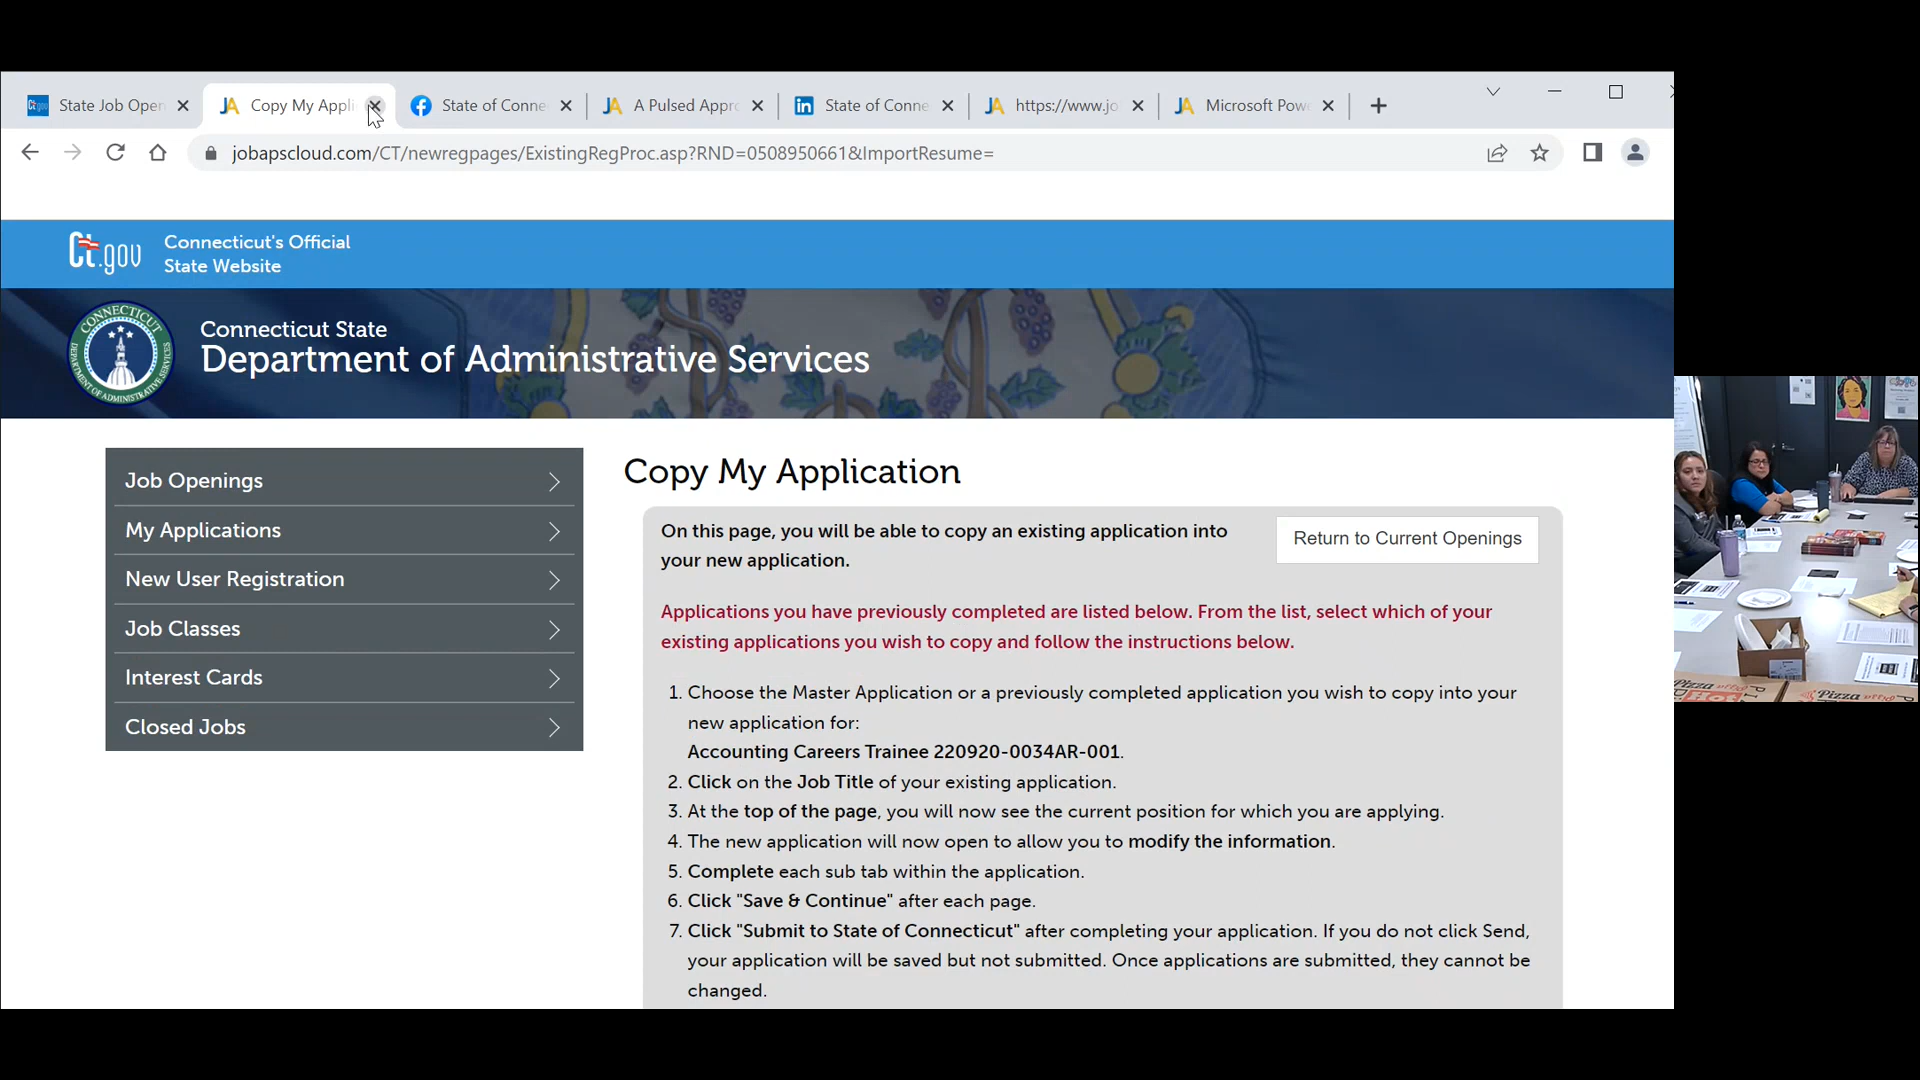 State Job Open
Copy My Appli
State of Conne
A Pulsed Appro
State of Conne
https://www.jo
Microsoft Pow
jobapscloud.com/CT/newregpages/ExistingRegProc.asp?RND=0508950661&ImportResume=
Ct.gov
Connecticut's Official
State Website
CONNECTICUT
DEPARTMENT OF ADMINISTRATIVE SERVICES
Connecticut State
Department of Administrative Services
Job Openings
My Applications
New User Registration
Job Classes
Interest Cards
Closed Jobs
Copy My Application
On this page, you will be able to copy an existing application into
your new application.
Return to Current Openings
Applications you have previously completed are listed below. From the list, select which of your
existing applications you wish to copy and follow the instructions below.
1. Choose the Master Application or a previously completed application you wish to copy into your
new application for:
Accounting Careers Trainee 220920-0034AR-001.
2. Click on the Job Title of your existing application.
3. At the top of the page, you will now see the current position for which you are applying.
4. The new application will now open to allow you to modify the information.
5. Complete each sub tab within the application.
6. Click "Save & Continue" after each page.
7. Click "Submit to State of Connecticut" after completing your application. If you do not click Send,
your application will be saved but not submitted. Once applications are submitted, they cannot be
changed.
Pizza
Pizza